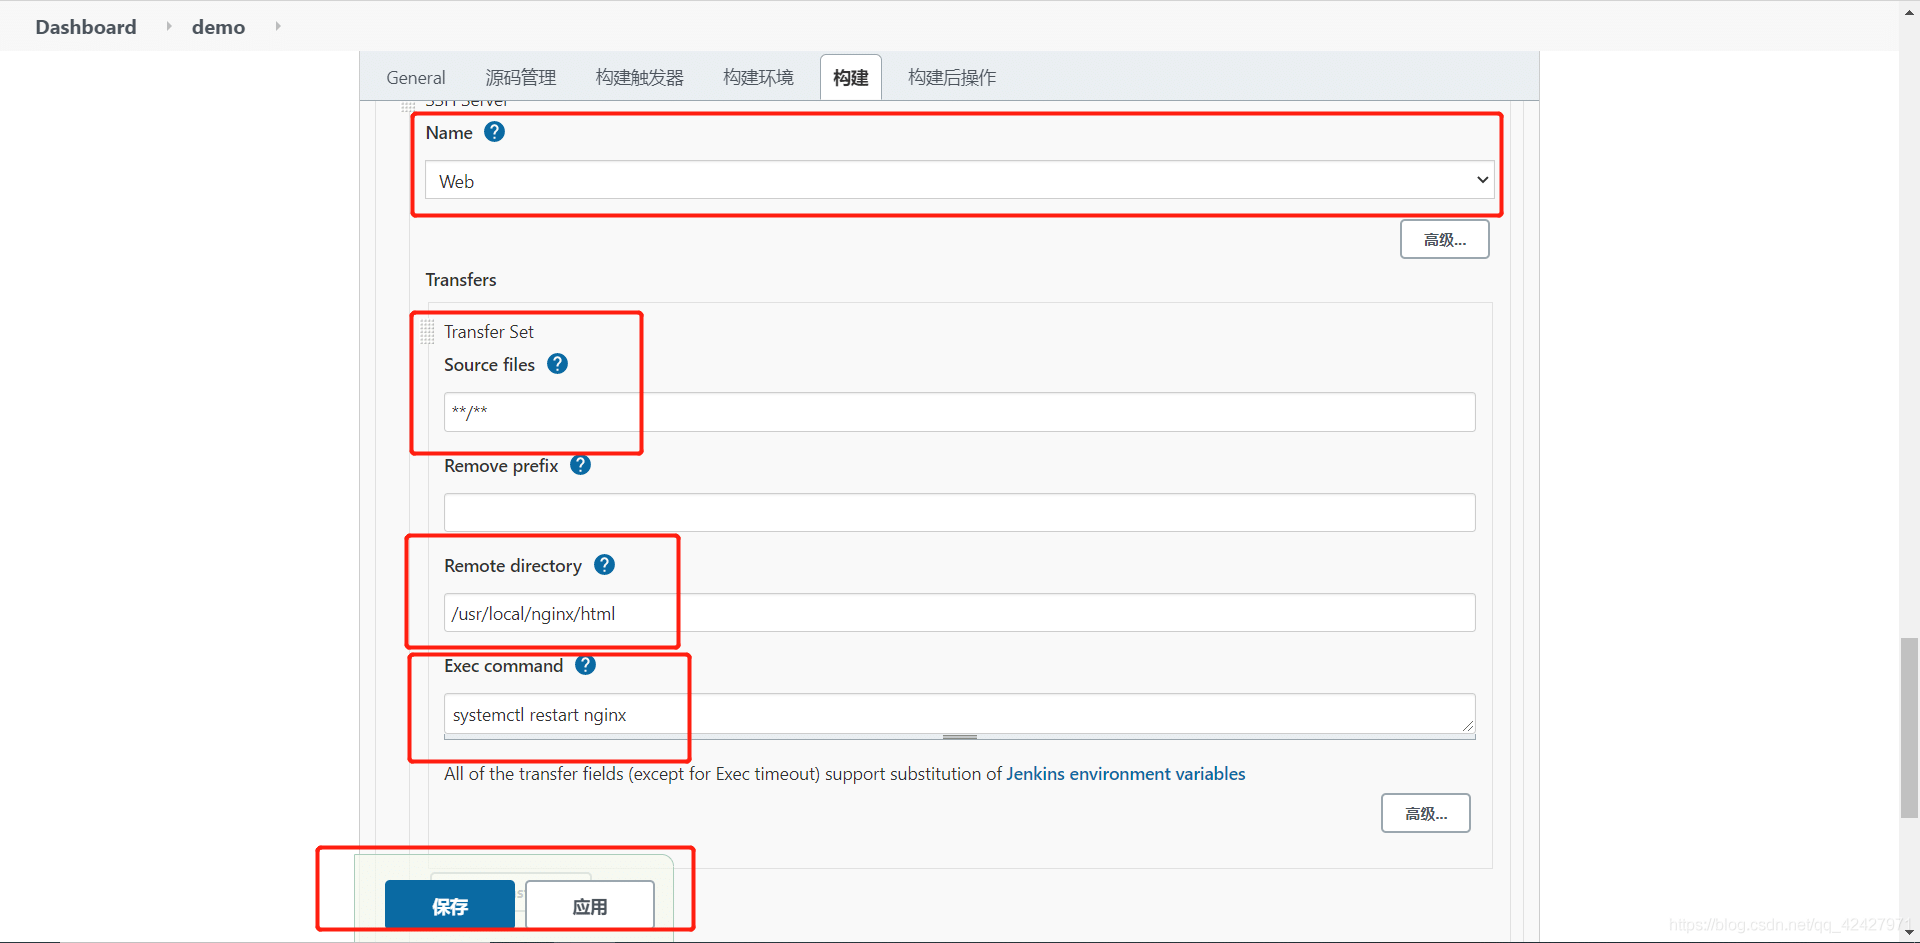 Dashboard demo
General 源码管理 构建触发器 构建环境 构建 构建后操作
SSH Server
Name ?
Web
高级...
Transfers
Transfer Set
Source files ?
**/**
Remove prefix ?
Remote directory ?
/usr/local/nginx/html
Exec command ?
systemctl restart nginx
All of the transfer fields (except for Exec timeout) support substitution of Jenkins environment variables
高级...
保存 应用
https://blog.csdn.net/qq_42427971